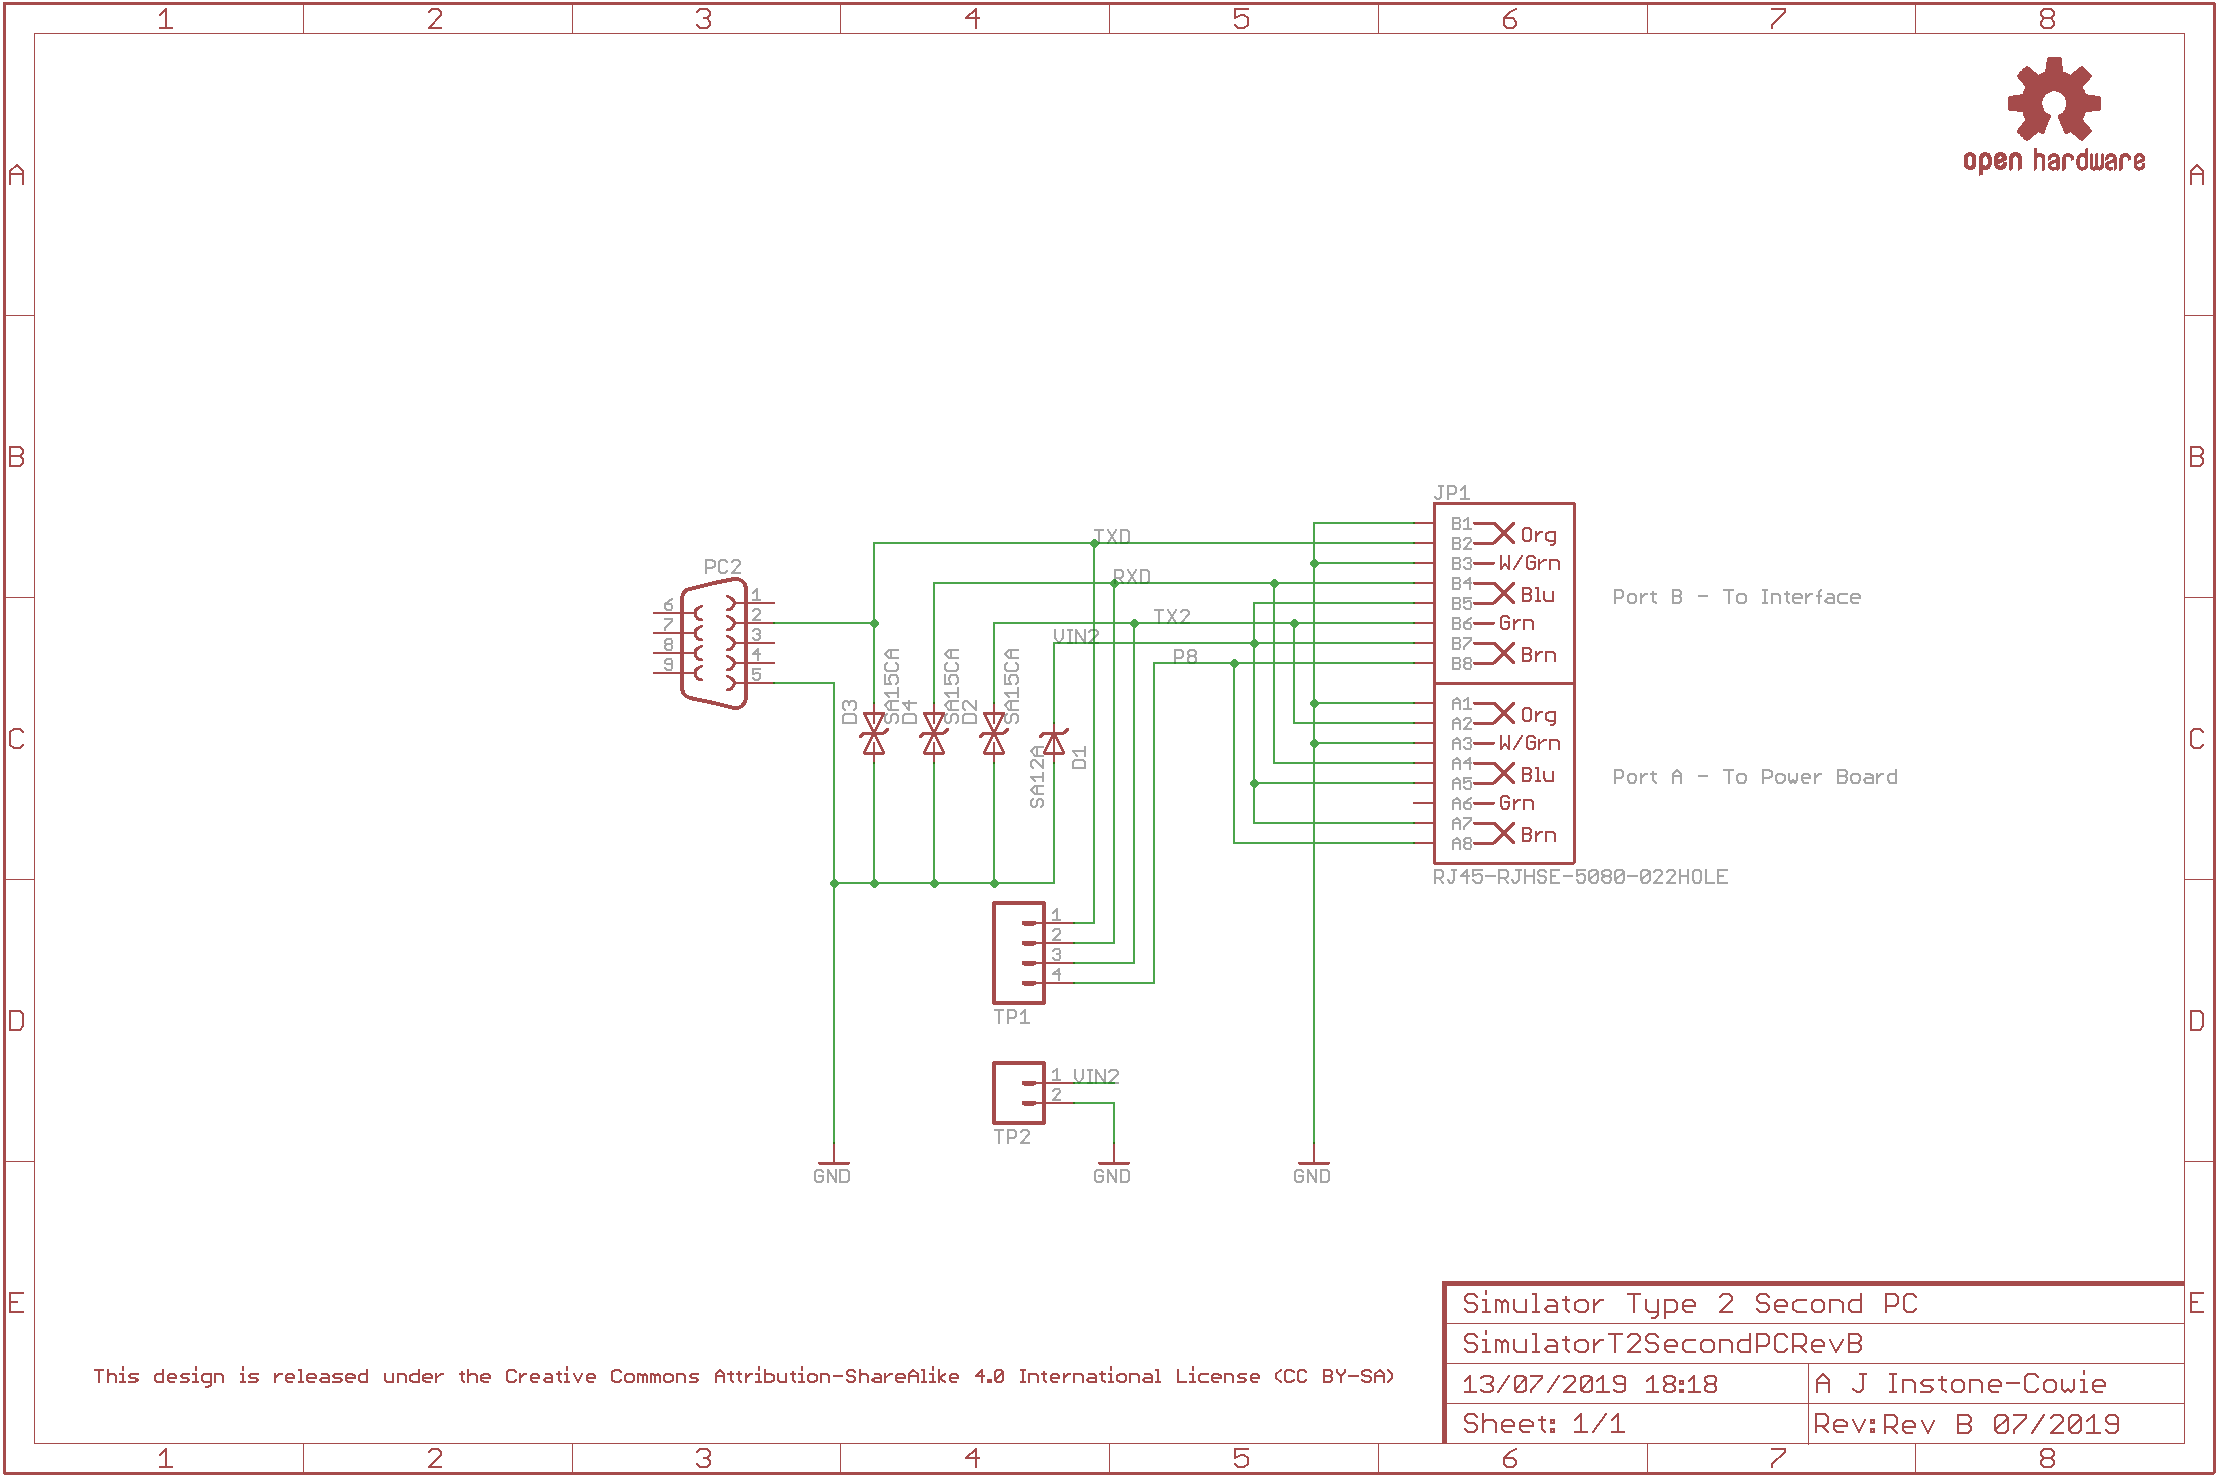 1 2 3 4 5 6 7 8
A A
open hardware
B B
JP1
B1 Org
B2
B3 W/Grn
B4 Blu
B5
B6 Grn
B7 Brn
B8
Port B - To Interface
A1 Org
A2
A3 W/Grn
A4 Blu
A5
A6 Grn
A7 Brn
A8
Port A - To Power Board
RJ45-RJHSE-5080-022HOLE
TXD
RXD
TX2
VIN2
P8
PC2
1
2
3
4
5
6
7
8
9
D3
SA15CA
D4
SA15CA
D2
SA15CA
SA12A
D1
C C
1
2
3
4
TP1
D D
1 VIN2
2
TP2
GND GND GND
E E
Simulator Type 2 Second PC
SimulatorT2SecondPCRevB
13/07/2019 18:18 A J Instone-Cowie
Sheet: 1/1 Rev:Rev B 07/2019
This design is released under the Creative Commons Attribution-ShareAlike 4.0 International License (CC BY-SA)
1 2 3 4 5 6 7 8